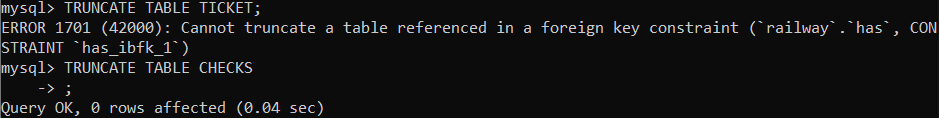 mysql> TRUNCATE TABLE TICKET;
ERROR 1701 (42000): Cannot truncate a table referenced in a foreign key constraint (`railway`.`has`, CON
STRAINT `has_ibfk_1`)
mysql> TRUNCATE TABLE CHECKS
    -> ;
Query OK, 0 rows affected (0.04 sec)